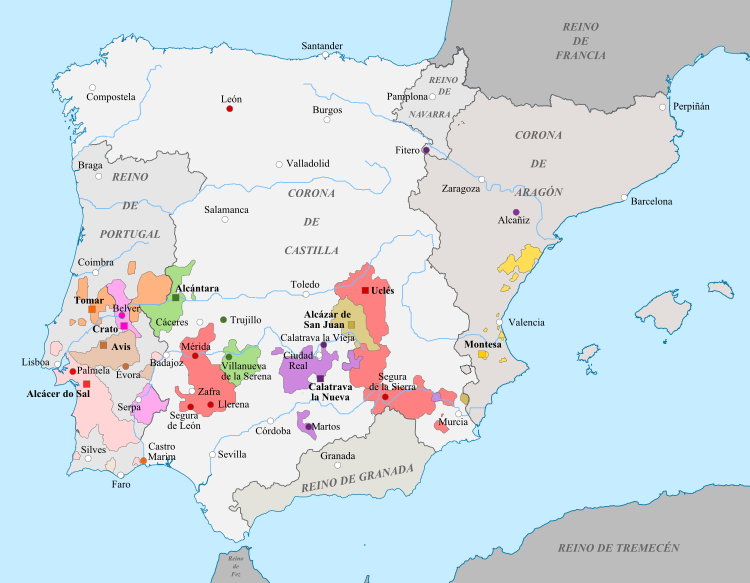 REINO
DE
FRANCIA
Santander
León
Compostela
Burgos
Pamplona
REINO
DE
NAVARRA
Perpiñán
Fitero
CORONA
DE
ARAGÓN
Braga
REINO
DE
PORTUGAL
Valladolid
CORONA
DE
CASTILLA
Zaragoza
Barcelona
Alcañiz
Salamanca
Coimbra
Toledo
Alcántara
Uclés
Tomar
Belver
Crato
Cáceres
Trujillo
Alcázar de
San Juan
Calatrava la Vieja
Valencia
Montesa
Avis
Mérida
Ciudad
Real
Lisboa
Palmela
Évora
Badajoz
Villanueva
de la Serena
Calatrava
la Nueva
Segura
de la Sierra
Alcácer do Sal
Zafra
Llerena
Serpa
Segura
de León
Murcia
Martos
Córdoba
Silves
Castro
Marim
Sevilla
Granada
Faro
REINO DE GRANADA
Reino
de
Fez
REINO DE TREMECÉN